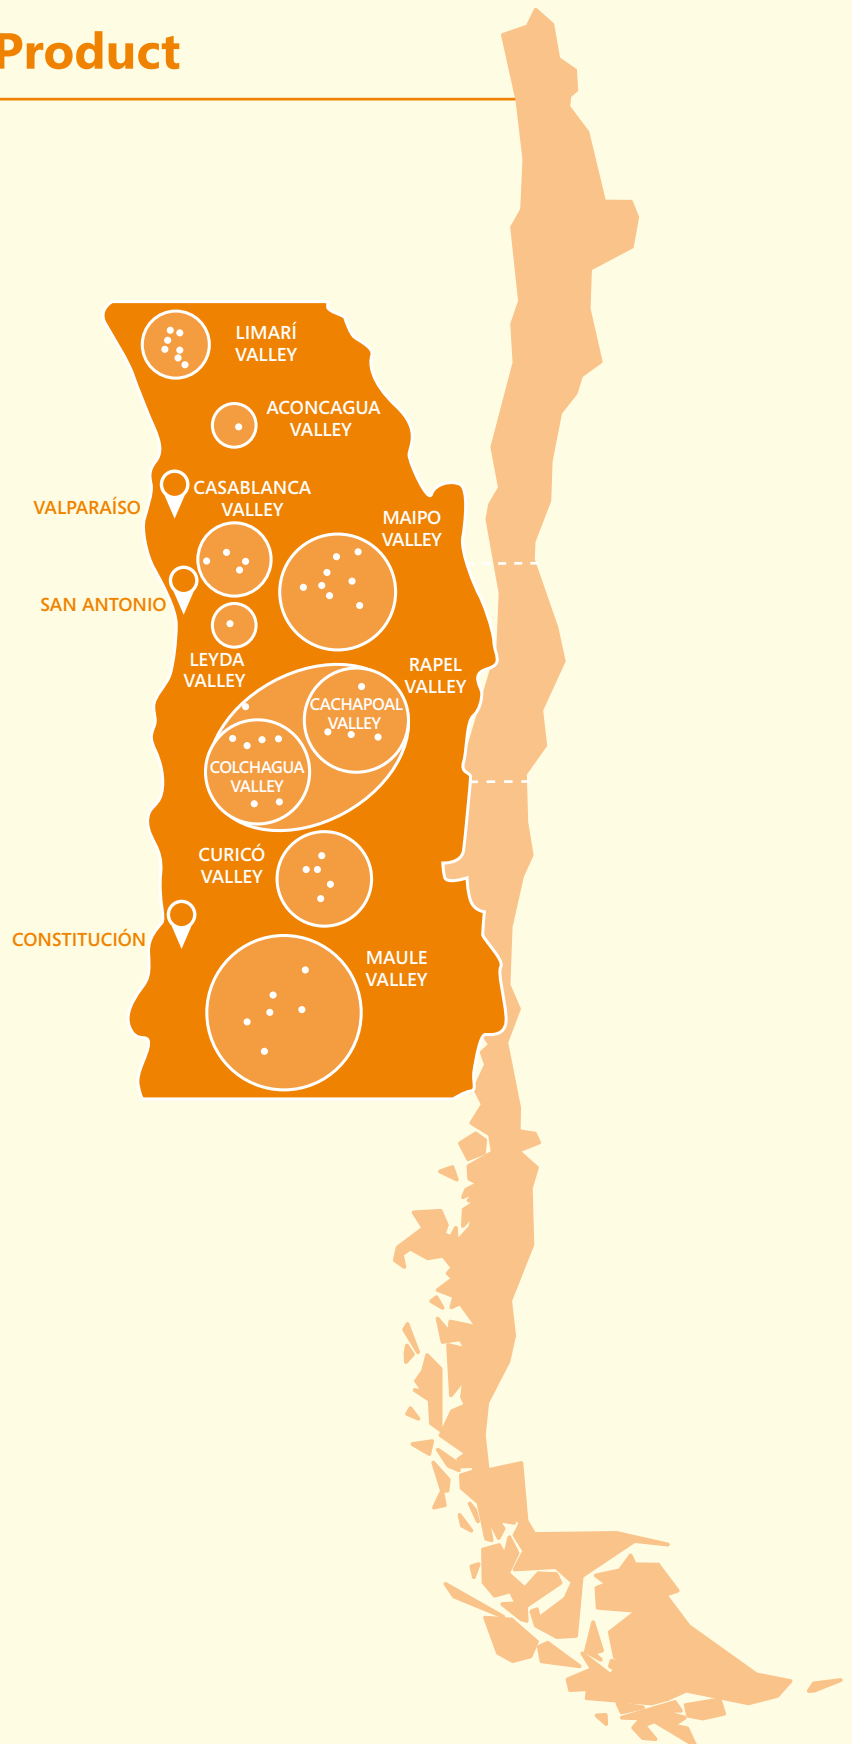 Product
LIMARÍ
VALLEY
ACONCAGUA
VALLEY
CASABLANCA
VALLEY
VALPARAÍSO
MAIPO
VALLEY
SAN ANTONIO
LEYDA
VALLEY
RAPEL
VALLEY
CACHAPOAL
VALLEY
COLCHAGUA
VALLEY
CURICÓ
VALLEY
CONSTITUCIÓN
MAULE
VALLEY